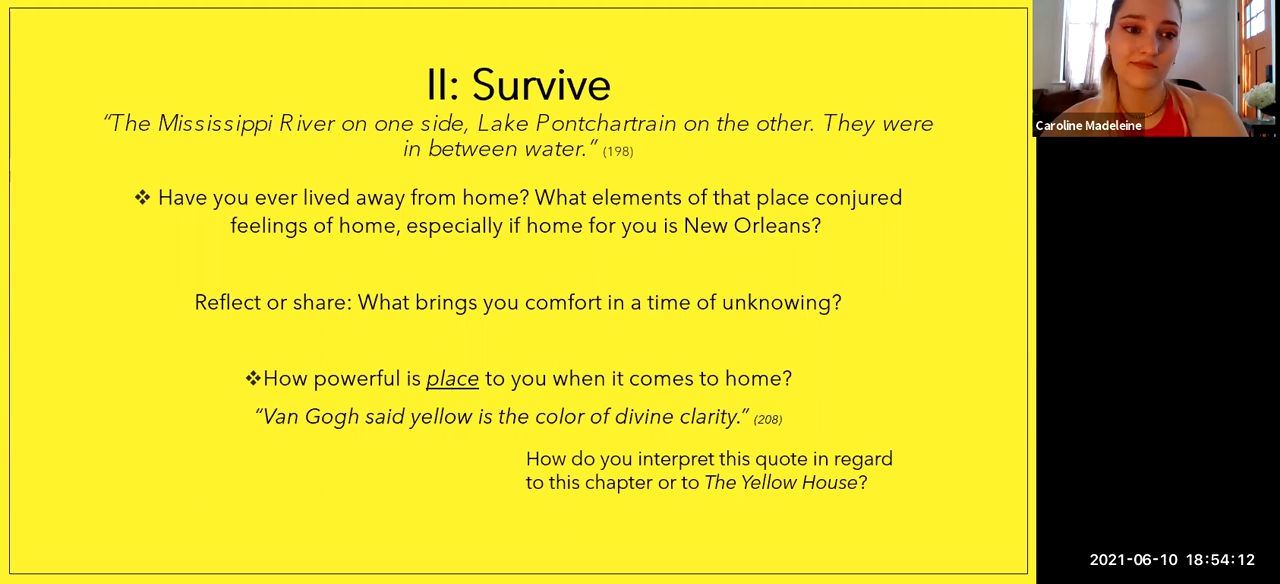 II: Survive
“The Mississippi River on one side, Lake Pontchartrain on the other. They were
in between water.” (198)
❖ Have you ever lived away from home? What elements of that place conjured
feelings of home, especially if home for you is New Orleans?
Reflect or share: What brings you comfort in a time of unknowing?
❖How powerful is place to you when it comes to home?
“Van Gogh said yellow is the color of divine clarity.” (208)
How do you interpret this quote in regard
to this chapter or to The Yellow House?
Caroline Madeleine
2021-06-10 18:54:12